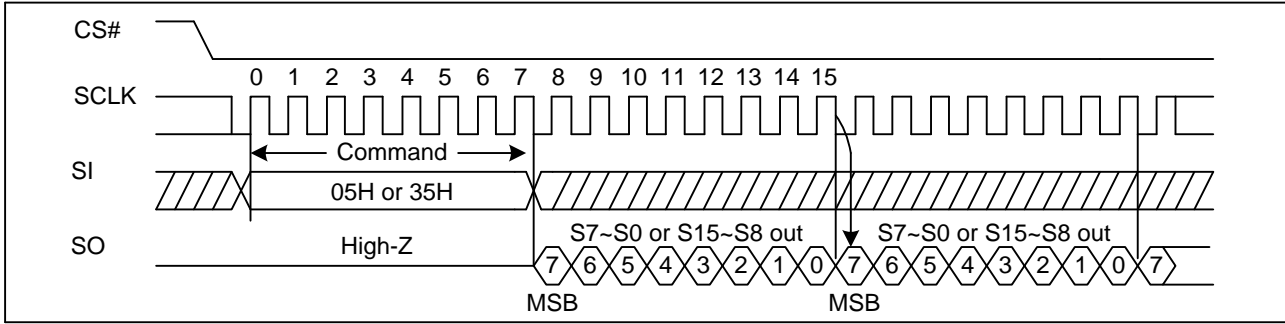 CS#
0 1 2 3 4 5 6 7 8 9 10 11 12 13 14 15
SCLK
Command
SI
05H or 35H
S7~S0 or S15~S8 out S7~S0 or S15~S8 out
SO High-Z
7 6 5 4 3 2 1 0 7 6 5 4 3 2 1 0 7
MSB MSB